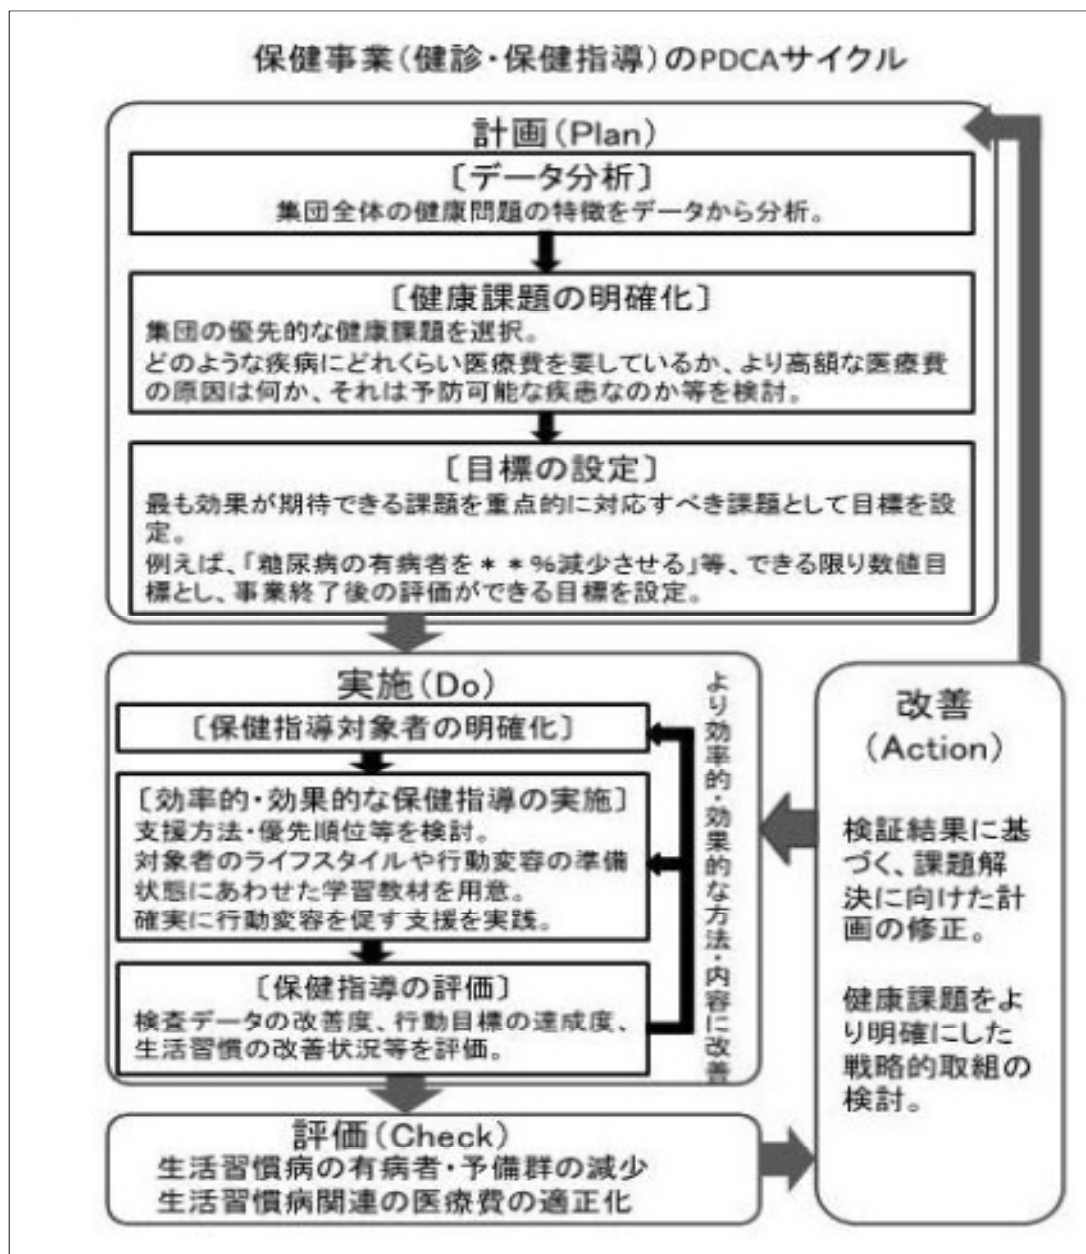 保健事業(健診・保健指導)のPDCAサイクル
計画(Plan)
〔データ分析〕
集団全体の健康問題の特徴をデータから分析。
〔健康課題の明確化〕
集団の優先的な健康課題を選択。
どのような疾病にどれくらい医療費を要しているか、より高額な医療費
の原因は何か、それは予防可能な疾患なのか等を検討。
〔目標の設定〕
最も効果が期待できる課題を重点的に対応すべき課題として目標を設
定。
例えば、「糖尿病の有病者を**%減少させる」等、できる限り数値目
標とし、事業終了後の評価ができる目標を設定。
実施(Do)
〔保健指導対象者の明確化〕
〔効率的・効果的な保健指導の実施〕
支援方法・優先順位等を検討。
対象者のライフスタイルや行動変容の準備
状態にあわせた学習教材を用意。
確実に行動変容を促す支援を実践。
〔保健指導の評価〕
検査データの改善度、行動目標の達成度、
生活習慣の改善状況等を評価。
より効率的・効果的な方法・内容に改善
評価(Check)
生活習慣病の有病者・予備群の減少
生活習慣病関連の医療費の適正化
改善
(Action)
検証結果に基
づく、課題解
決に向けた計
画の修正。
健康課題をよ
り明確にした
戦略的取組の
検討。